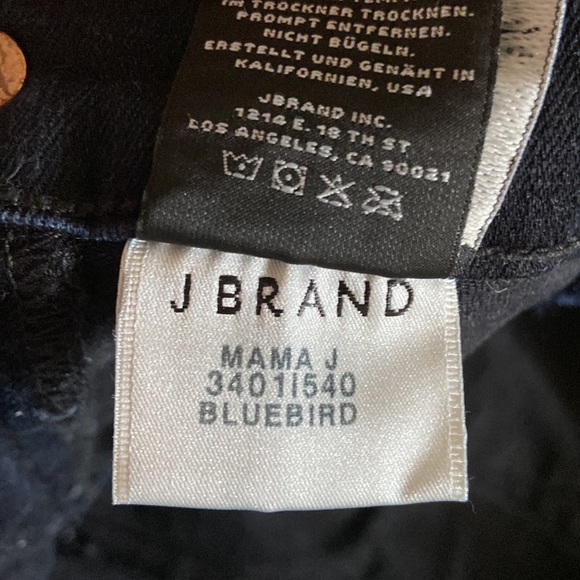 IM TROCKNER TROCKNEN.
PROMPT ENTFERNEN.
NICHT BÜGELN.
ERSTELLT UND GENÄHT IN
KALIFORNIEN, USA
JBRAND INC.
1214 E. 18 TH ST
LOS ANGELES, CA 90021
J BRAND
MAMA J
3401I540
BLUEBIRD